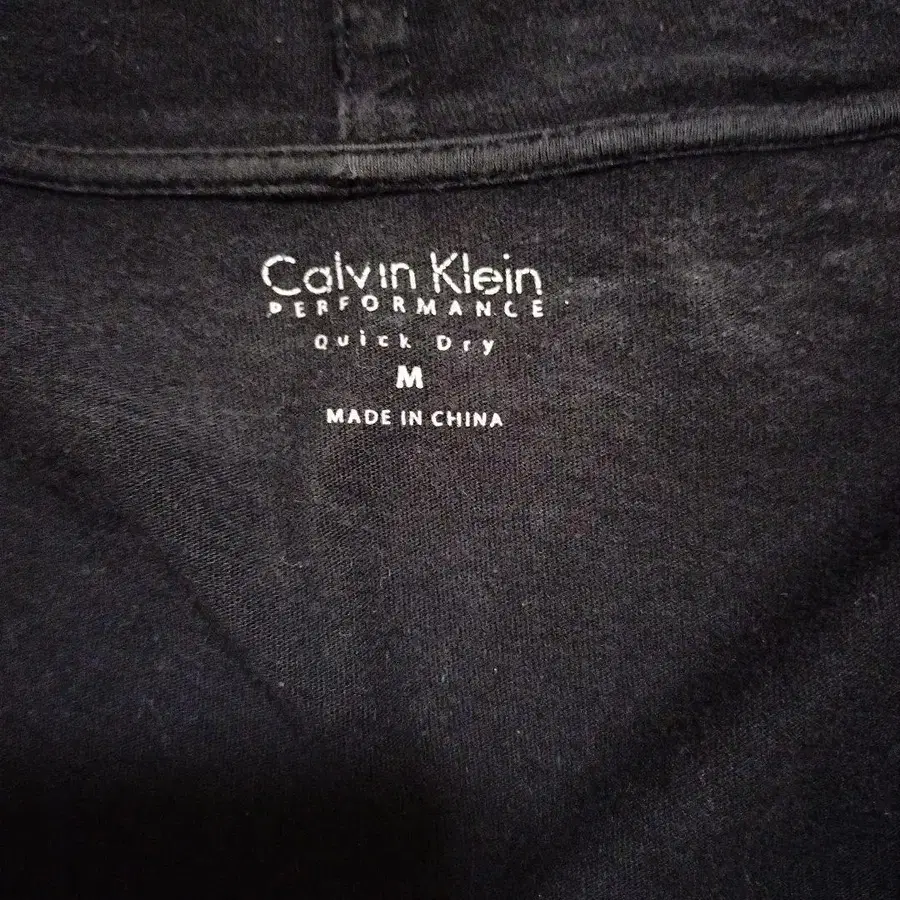 Calvin Klein
PERFORMANCE
Quick Dry
M
MADE IN CHINA